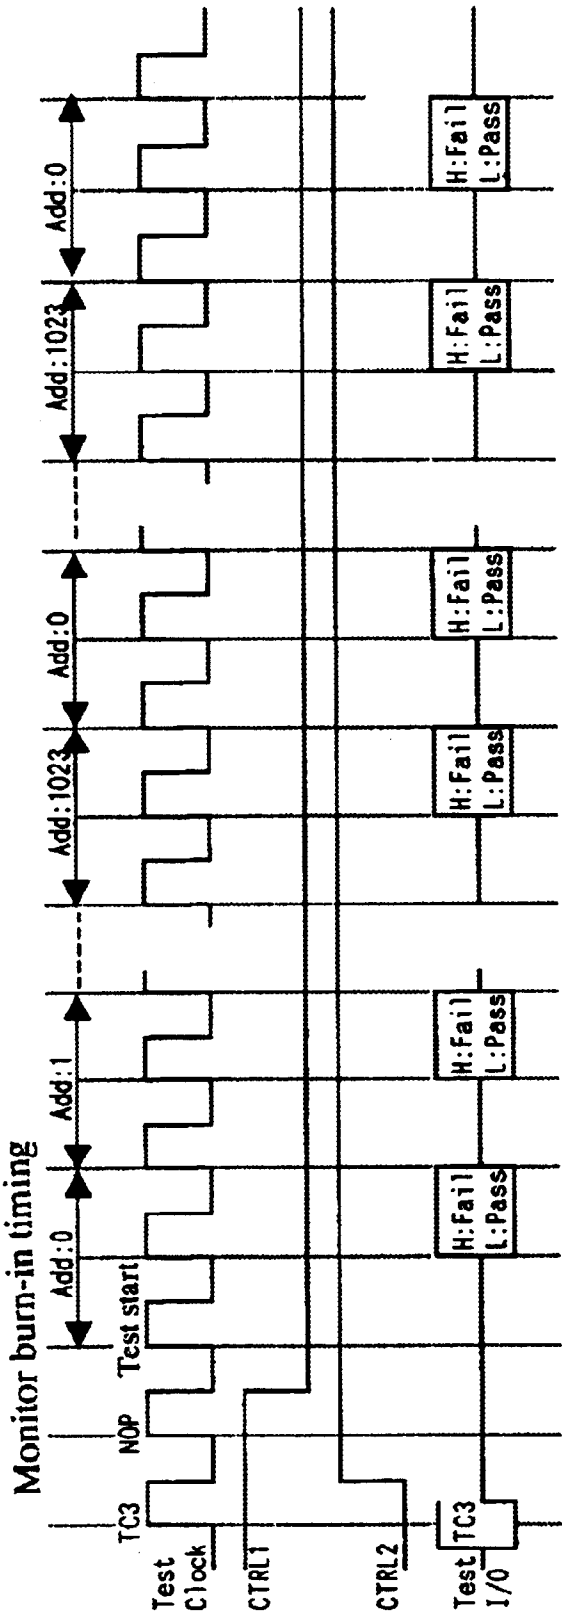 Monitor burn-in timing
Add:0
Add:1
Add:1023
Add:0
Add:1023
Add:0
TC3
NOP
Test start
Test
Clock
CTRL1
CTRL2
Test
I/O
TC3
H:Fail
L:Pass
H:Fail
L:Pass
H:Fail
L:Pass
H:Fail
L:Pass
H:Fail
L:Pass
H:Fail
L:Pass